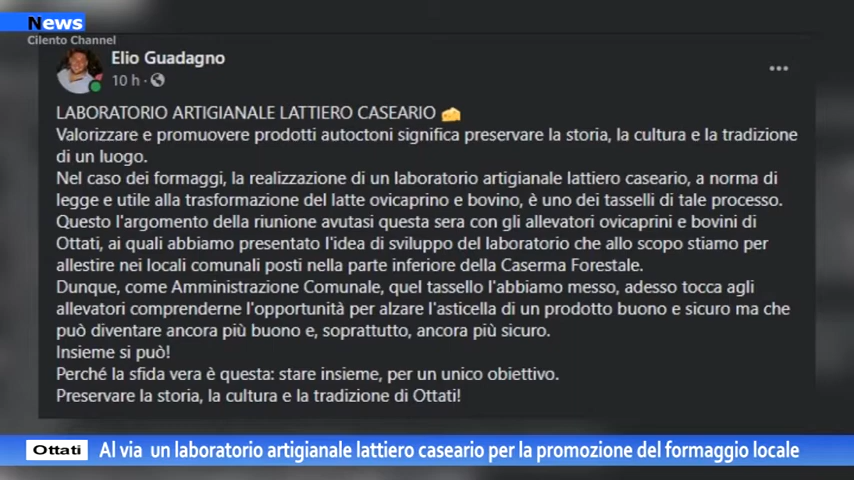 News
Cilento Channel
Elio Guadagno
10 h ·
LABORATORIO ARTIGIANALE LATTIERO CASEARIO 🧀
Valorizzare e promuovere prodotti autoctoni significa preservare la storia, la cultura e la tradizione
di un luogo.
Nel caso dei formaggi, la realizzazione di un laboratorio artigianale lattiero caseario, a norma di
legge e utile alla trasformazione del latte ovicaprino e bovino, è uno dei tasselli di tale processo.
Questo l'argomento della riunione avutasi questa sera con gli allevatori ovicaprini e bovini di
Ottati, ai quali abbiamo presentato l'idea di sviluppo del laboratorio che allo scopo stiamo per
allestire nei locali comunali posti nella parte inferiore della Caserma Forestale.
Dunque, come Amministrazione Comunale, quel tassello l'abbiamo messo, adesso tocca agli
allevatori comprenderne l'opportunità per alzare l'asticella di un prodotto buono e sicuro ma che
può diventare ancora più buono e, soprattutto, ancora più sicuro.
Insieme si può!
Perché la sfida vera è questa: stare insieme, per un unico obiettivo.
Preservare la storia, la cultura e la tradizione di Ottati!
Ottati Al via un laboratorio artigianale lattiero caseario per la promozione del formaggio locale